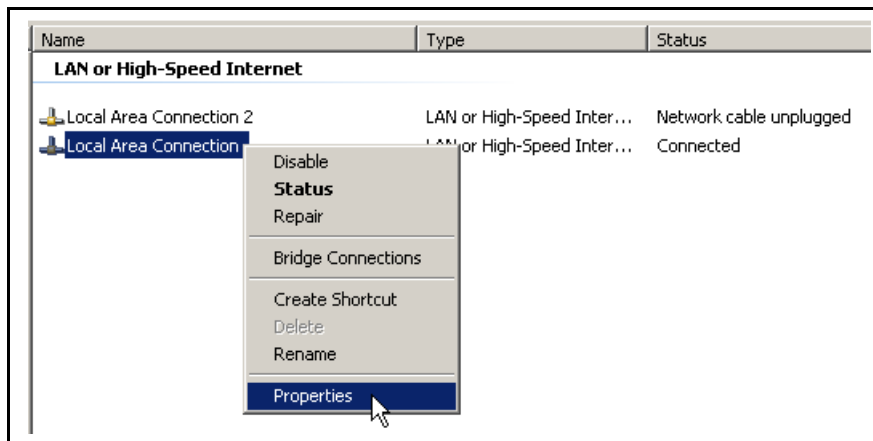 Name Type Status
LAN or High-Speed Internet
Local Area Connection 2 LAN or High-Speed Inter... Network cable unplugged
Local Area Connection LAN or High-Speed Inter... Connected
Disable
Status
Repair
Bridge Connections
Create Shortcut
Delete
Rename
Properties